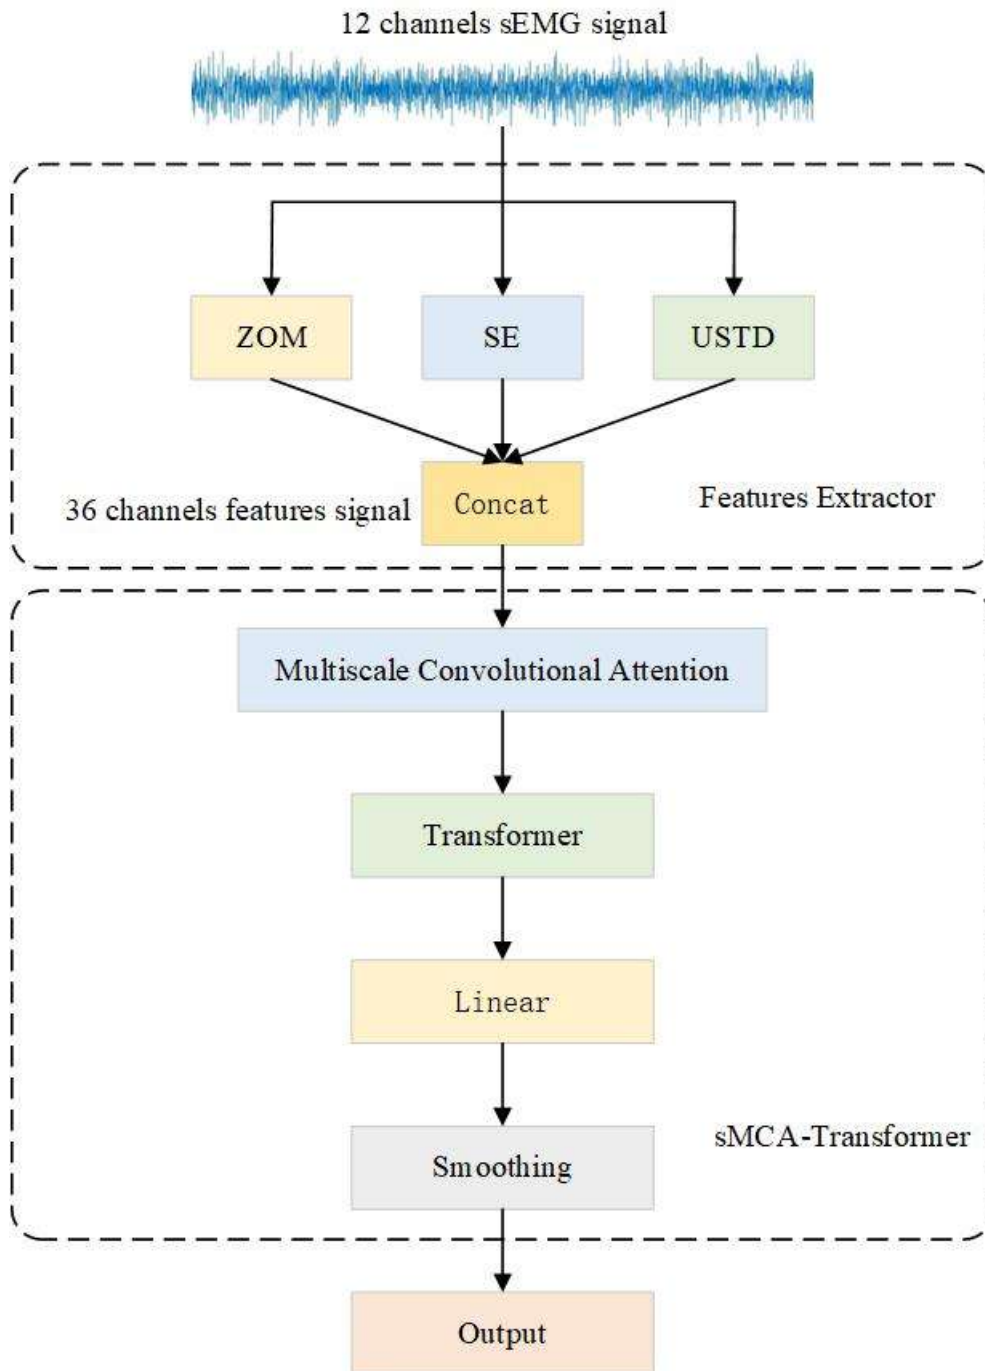 12 channels sEMG signal
ZOM
SE
USTD
Concat
36 channels features signal
Features Extractor
Multiscale Convolutional Attention
Transformer
Linear
sMCA-Transformer
Smoothing
Output